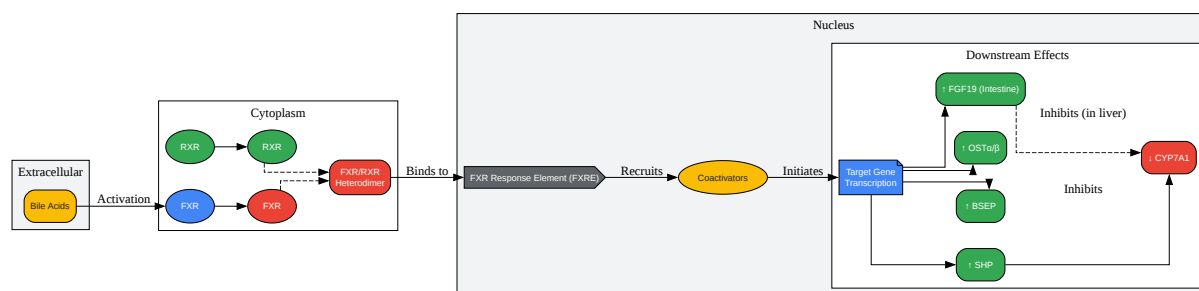 Nucleus
Downstream Effects
↑ FGF19 (Intestine)
Inhibits (in liver)
Cytoplasm
RXR
RXR
↑ OSTα/β
↓ CYP7A1
Extracellular
FXR/RXR
Heterodimer
Binds to
FXR Response Element (FXRE)
Recruits
Coactivators
Initiates
Target Gene
Transcription
Inhibits
Bile Acids
Activation
FXR
FXR
↑ BSEP
↑ SHP